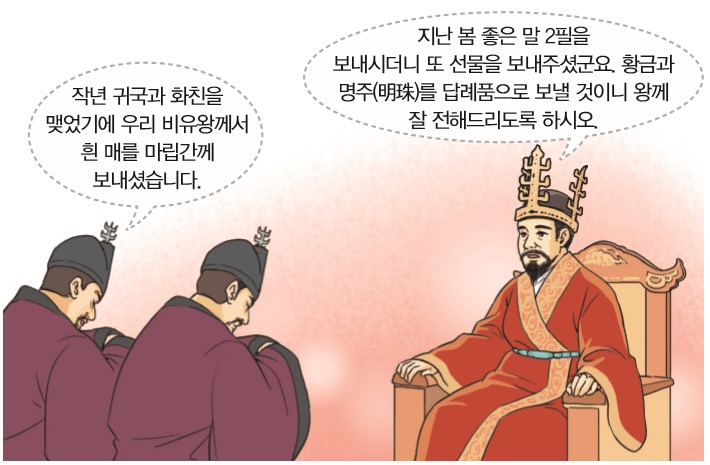 작년 귀국과 화친을
맺었기에 우리 비유왕께서
흰 매를 마립간께
보내셨습니다.
지난 봄 좋은 말 2필을
보내시더니 또 선물을 보내주셨군요. 황금과
명주(明珠)를 답례품으로 보낼 것이니 왕께
잘 전해드리도록 하시오.